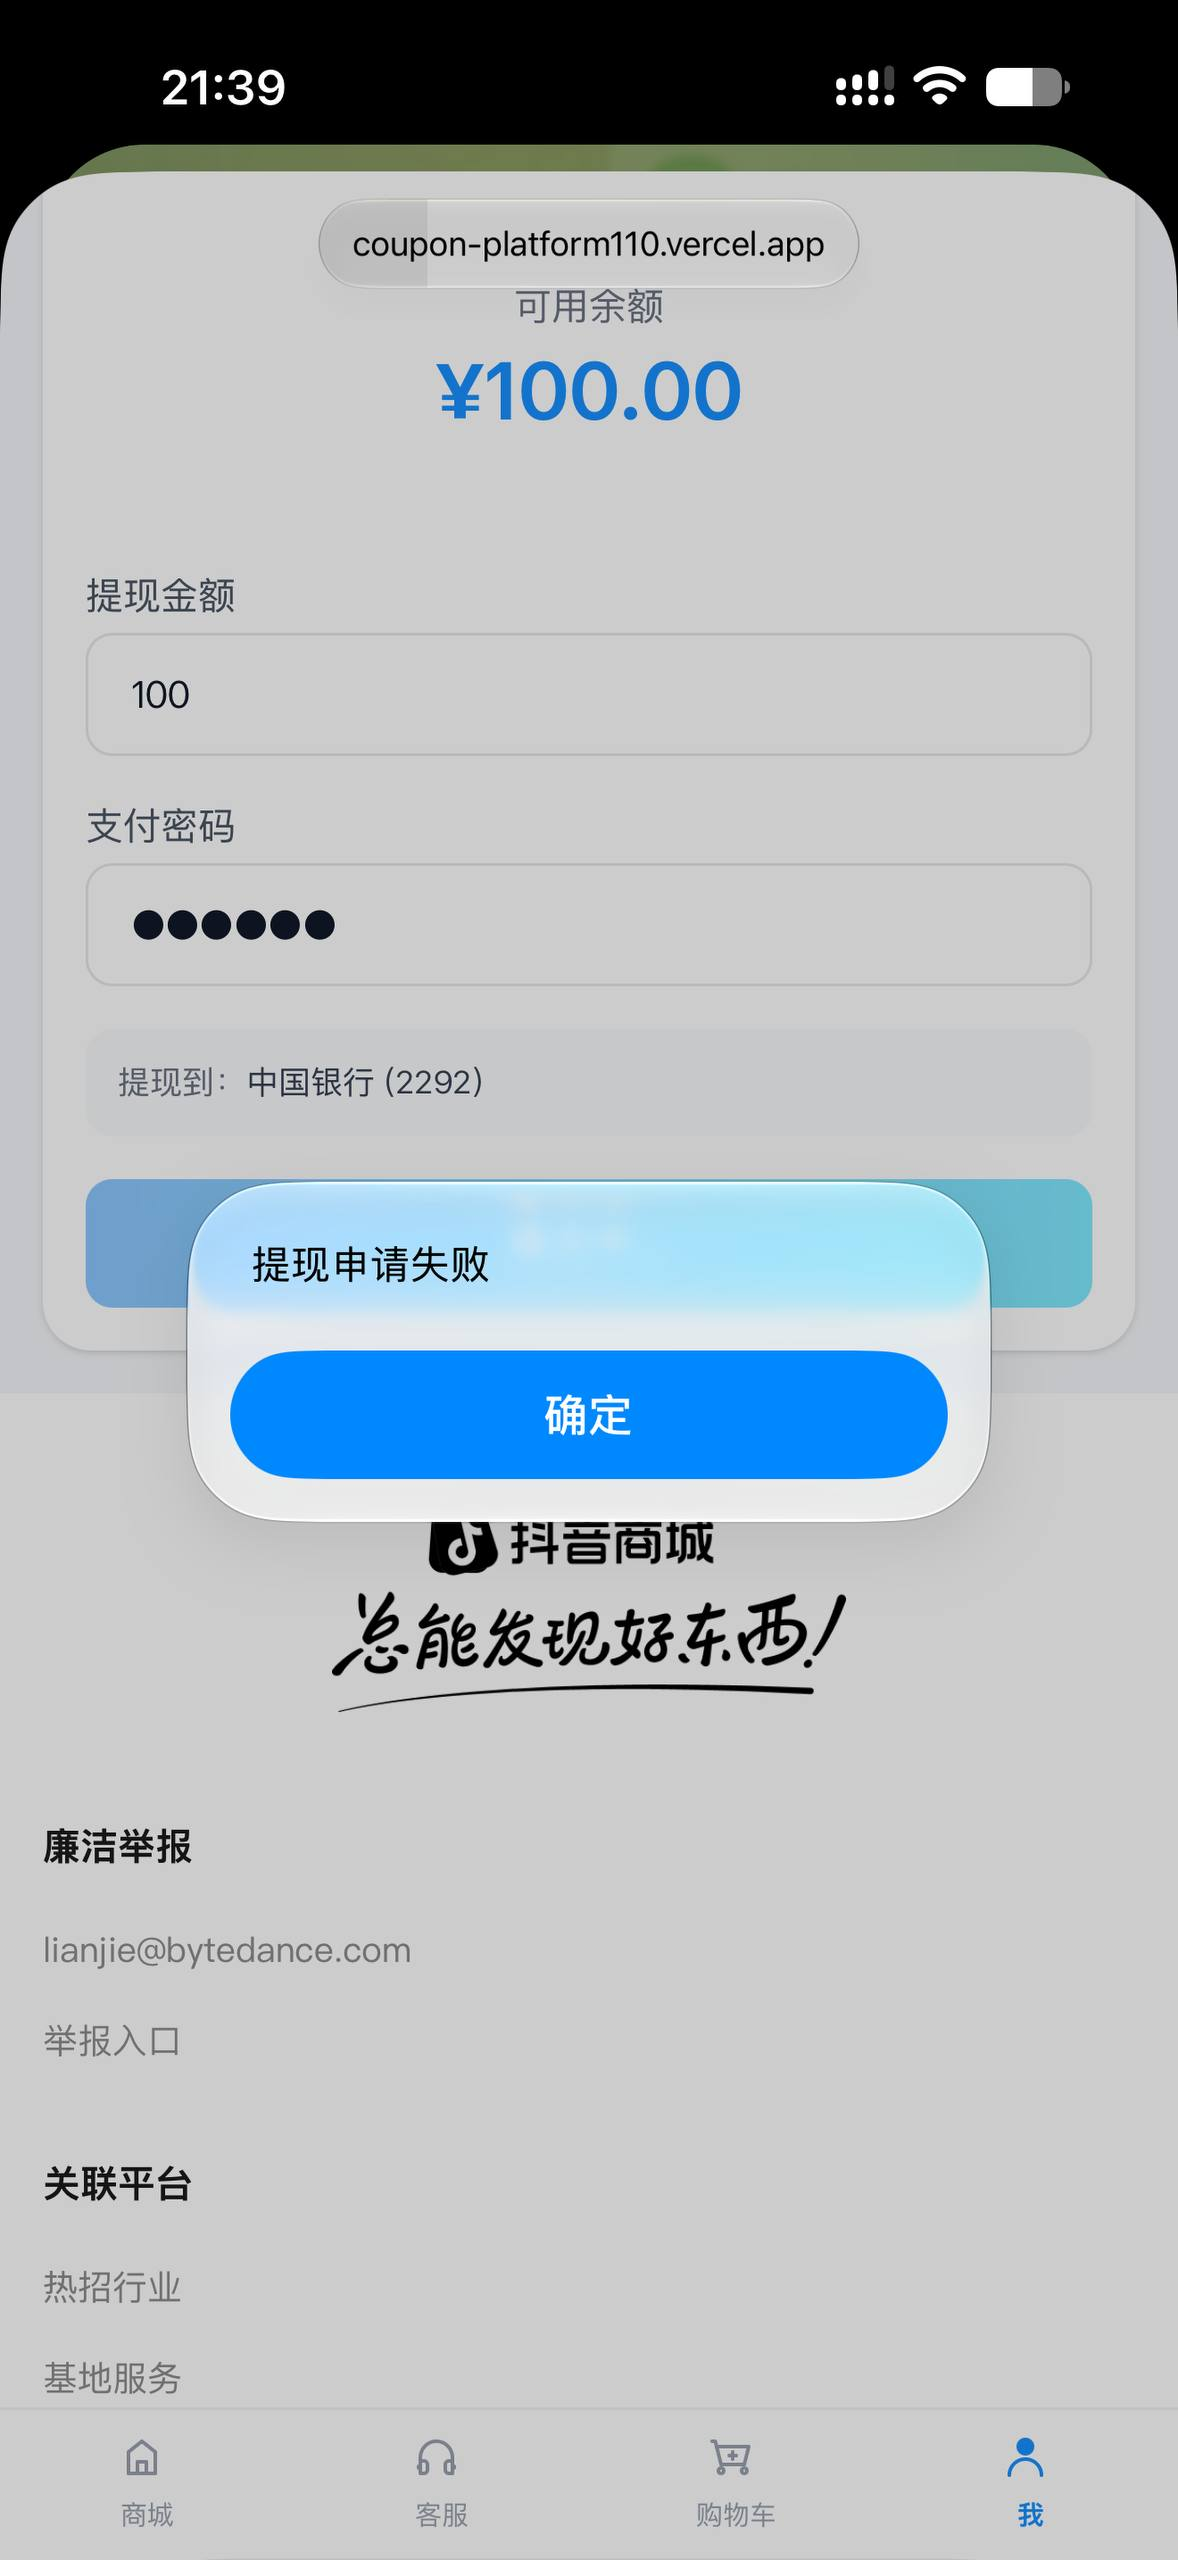 21:39
coupon-platform110.vercel.app
可用余额
¥100.00
提现金额
100
支付密码
●●●●●●
提现到：中国银行 (2292)
提现申请失败
确定
抖音商城
总能发现好东西！
廉洁举报
lianjie@bytedance.com
举报入口
关联平台
热招行业
基地服务
商城
客服
购物车
我